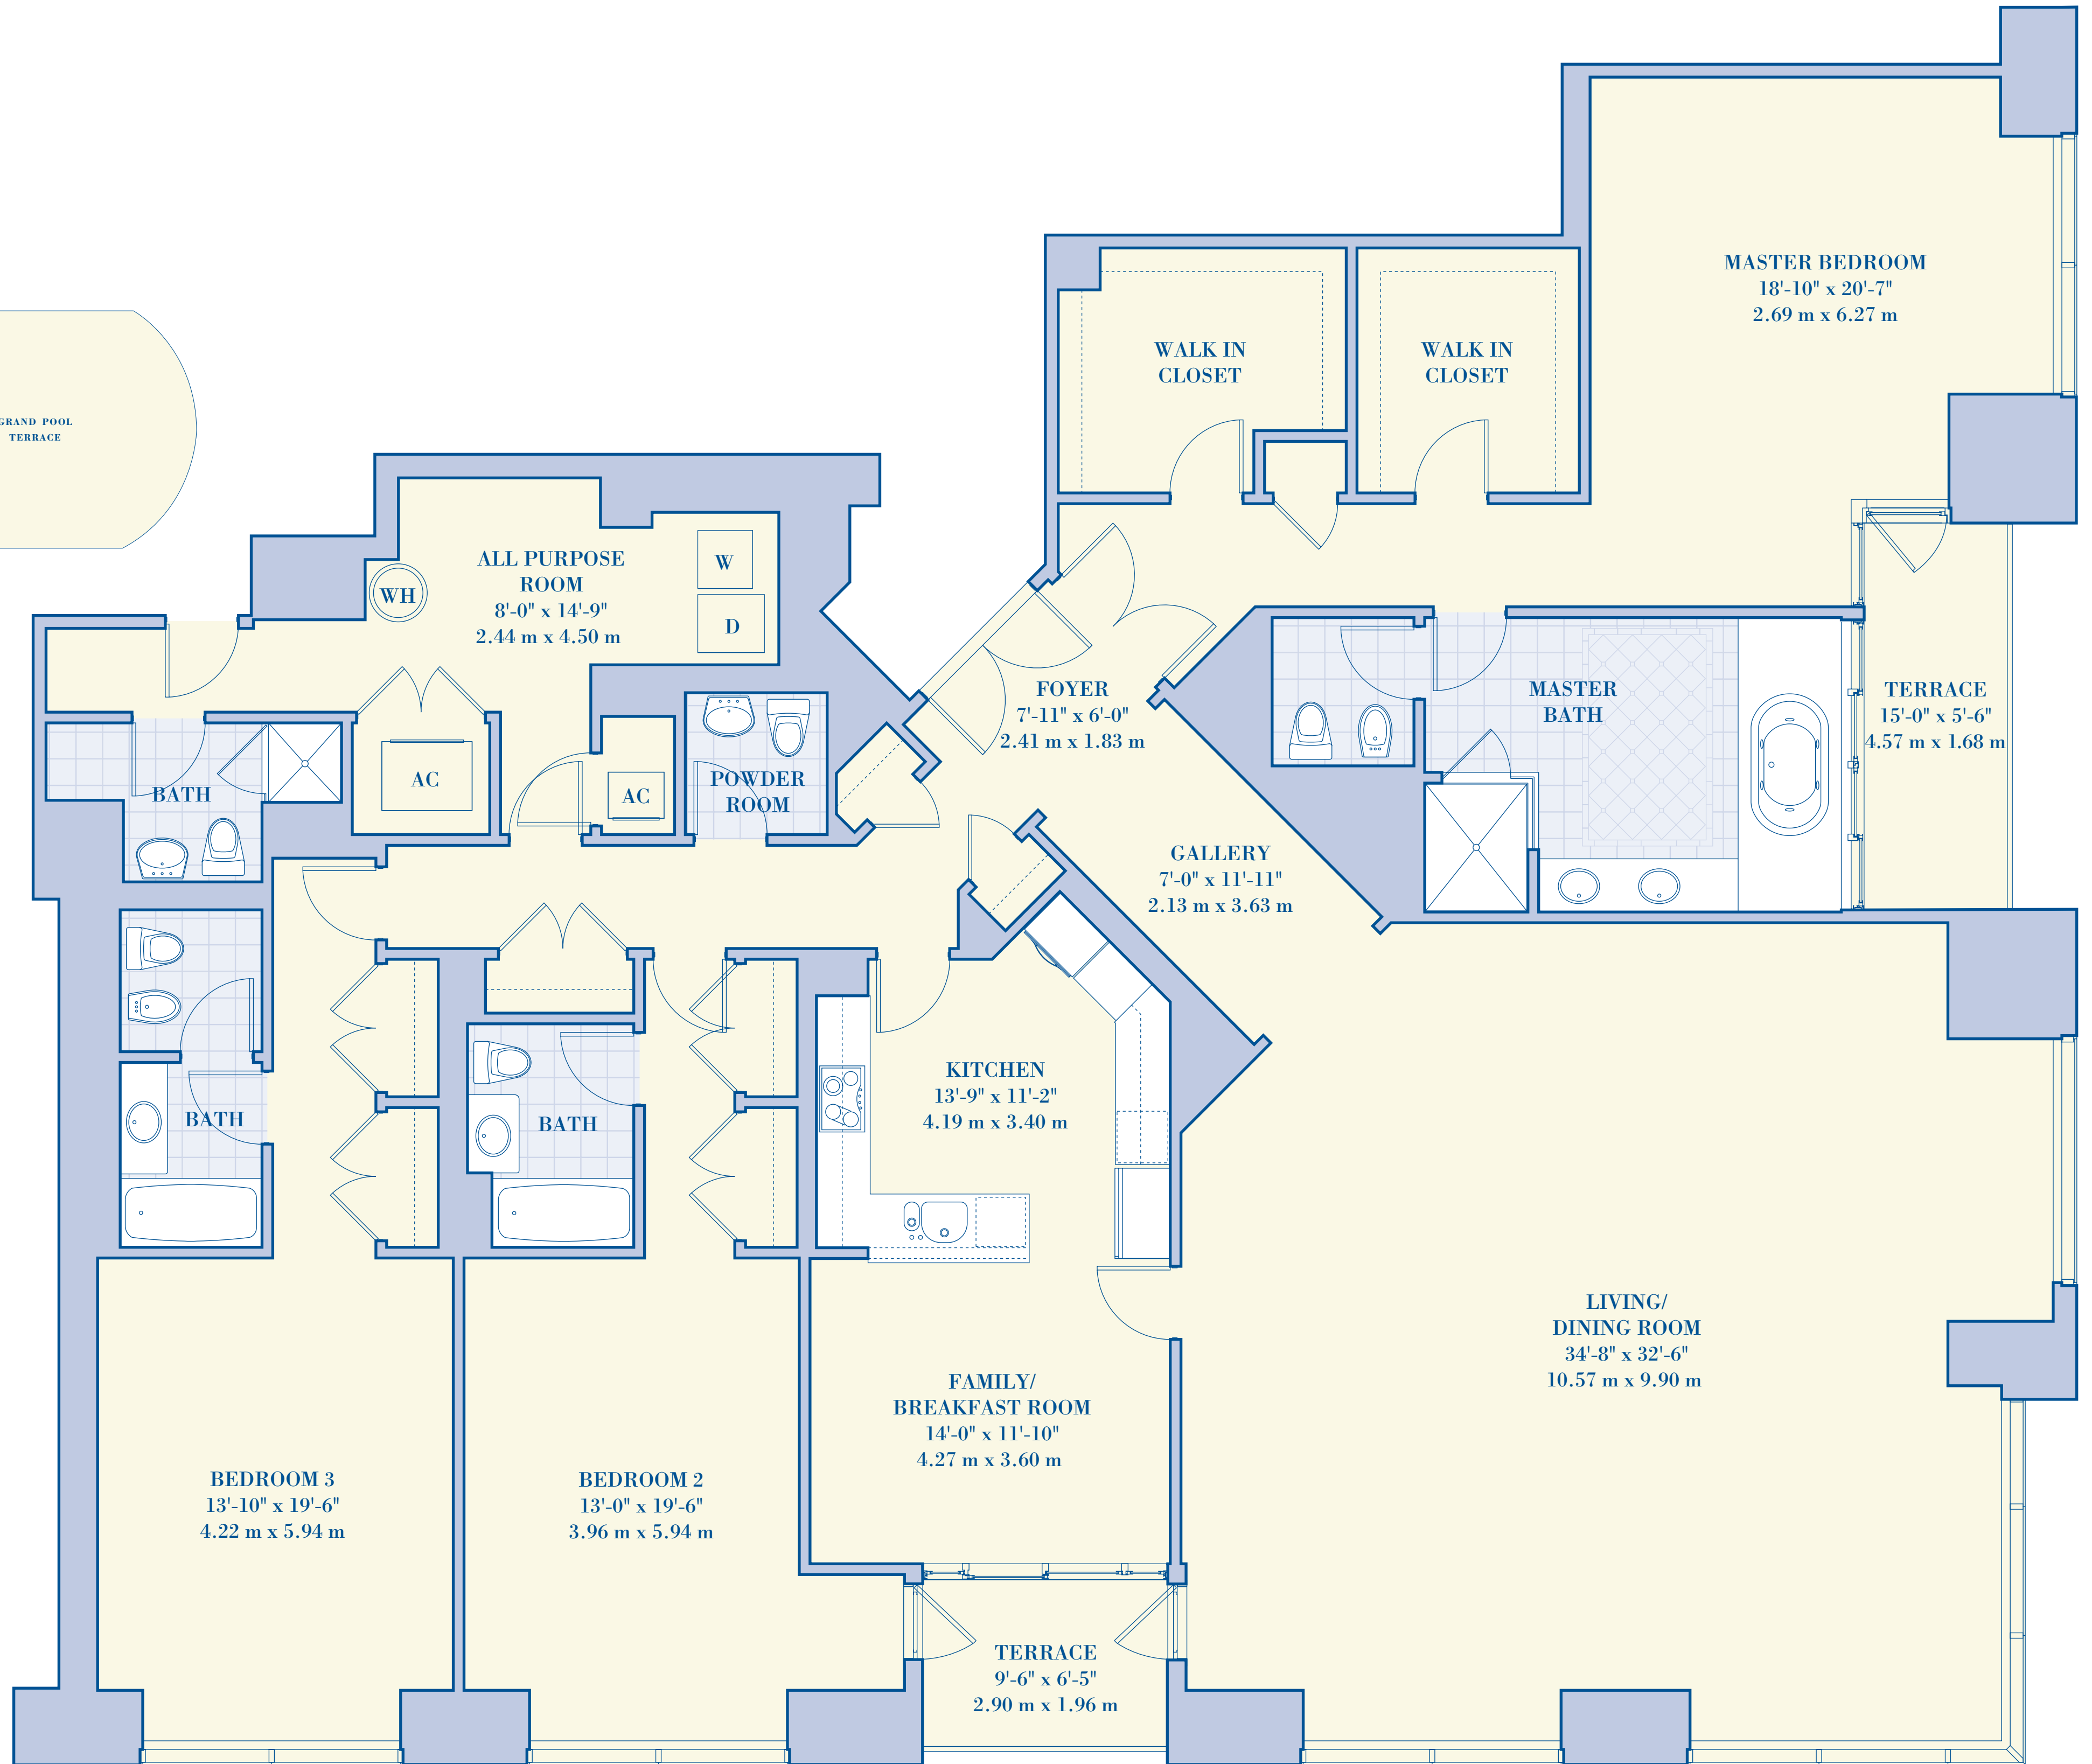 MASTER BEDROOM
18'-10" x 20'-7"
2.69 m x 6.27 m
WALK IN
CLOSET
WALK IN
CLOSET
GRAND POOL
TERRACE
ALL PURPOSE
ROOM
8'-0" x 14'-9"
2.44 m x 4.50 m
WH
W
D
FOYER
7'-11" x 6'-0"
2.41 m x 1.83 m
MASTER
BATH
TERRACE
15'-0" x 5'-6"
4.57 m x 1.68 m
BATH
AC
AC
POWDER
ROOM
GALLERY
7'-0" x 11'-11"
2.13 m x 3.63 m
BATH
BATH
KITCHEN
13'-9" x 11'-2"
4.19 m x 3.40 m
LIVING/
DINING ROOM
34'-8" x 32'-6"
10.57 m x 9.90 m
FAMILY/
BREAKFAST ROOM
14'-0" x 11'-10"
4.27 m x 3.60 m
BEDROOM 3
13'-10" x 19'-6"
4.22 m x 5.94 m
BEDROOM 2
13'-0" x 19'-6"
3.96 m x 5.94 m
TERRACE
9'-6" x 6'-5"
2.90 m x 1.96 m